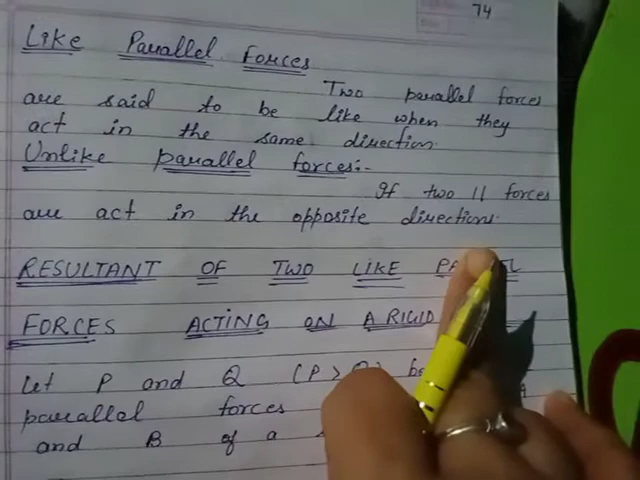 74
Like Parallel Forces
Two parallel forces
are said to be like when they
act in the same direction.
Unlike parallel forces:-
If two || forces
are act in the opposite directions.
RESULTANT OF TWO LIKE
FORCES ACTING ON A RIGID
Let P and Q (P > Q)
parallel forces
and B of a